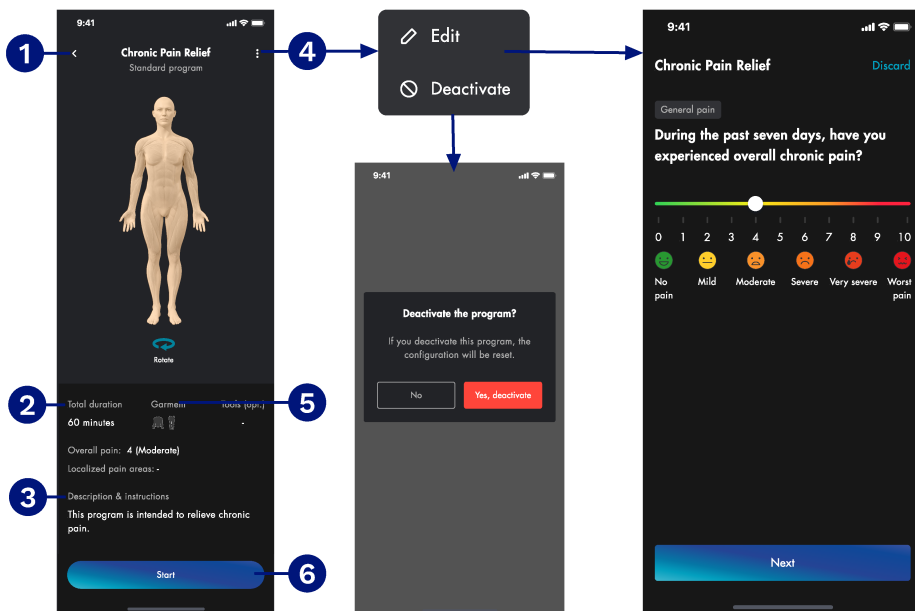 9:41
1
Chronic Pain Relief
Standard program
4
Rotate
2
Total duration
Garment
Tools (opt.)
5
60 minutes
-
Overall pain: 4 (Moderate)
Localized pain areas: -
3
Description & instructions
This program is intended to relieve chronic
pain.
Start
6
Edit
Deactivate
9:41
Deactivate the program?
If you deactivate this program, the
configuration will be reset.
No
Yes, deactivate
9:41
Chronic Pain Relief
Discard
General pain
During the past seven days, have you
experienced overall chronic pain?
0 1 2 3 4 5 6 7 8 9 10
No Mild Moderate Severe Very severe Worst
pain pain
Next